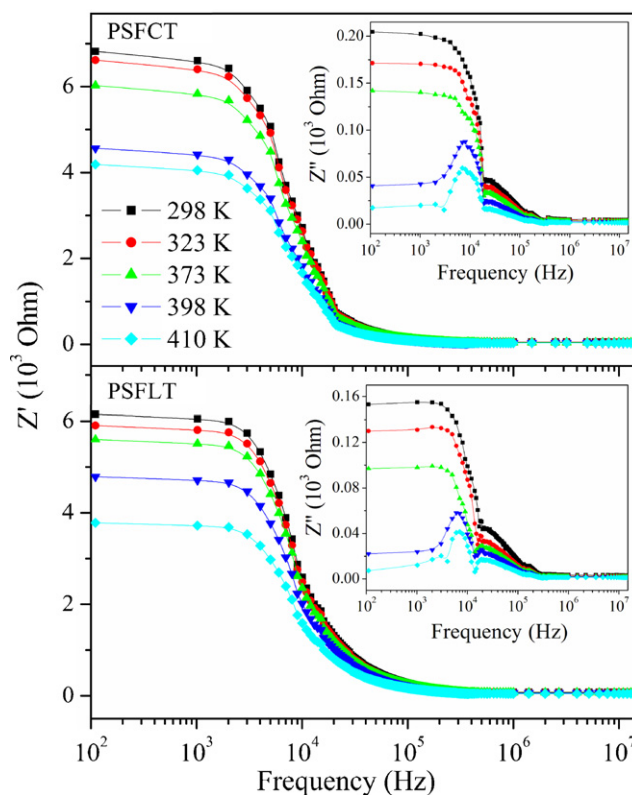 PSFCT
6
4
2
0
298 K
323 K
373 K
398 K
410 K
0.20
0.15
0.10
0.05
0.00
Z'' (10³ Ohm)
10² 10³ 10⁴ 10⁵ 10⁶ 10⁷
Frequency (Hz)
Z' (10³ Ohm)
PSFLT
6
4
2
0
0.16
0.12
0.08
0.04
0.00
Z'' (10³ Ohm)
10² 10³ 10⁴ 10⁵ 10⁶ 10⁷
Frequency (Hz)
10² 10³ 10⁴ 10⁵ 10⁶ 10⁷
Frequency (Hz)